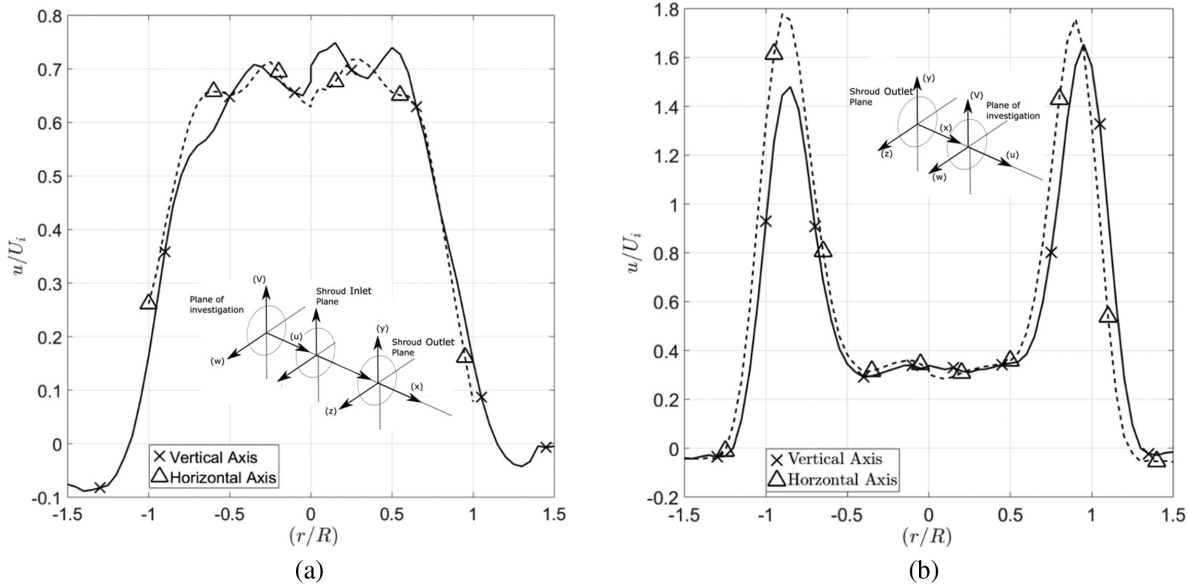 0.8
0.7
0.6
0.5
0.4
0.3
0.2
0.1
0
-0.1
u/U_i
-1.5 -1 -0.5 0 0.5 1 1.5
(r/R)
Plane of
investigation
(V)
(u)
(w)
Shroud Inlet
Plane
(y)
Shroud Outlet
Plane
(x)
(z)
Vertical Axis
Horizontal Axis
(a)
1.8
1.6
1.4
1.2
1
0.8
0.6
0.4
0.2
0
-0.2
u/U_i
-1.5 -1 -0.5 0 0.5 1 1.5
(r/R)
(y)
Shroud Outlet
Plane
(x)
(z)
(V)
Plane of
investigation
(u)
(w)
Vertical Axis
Horzontal Axis
(b)